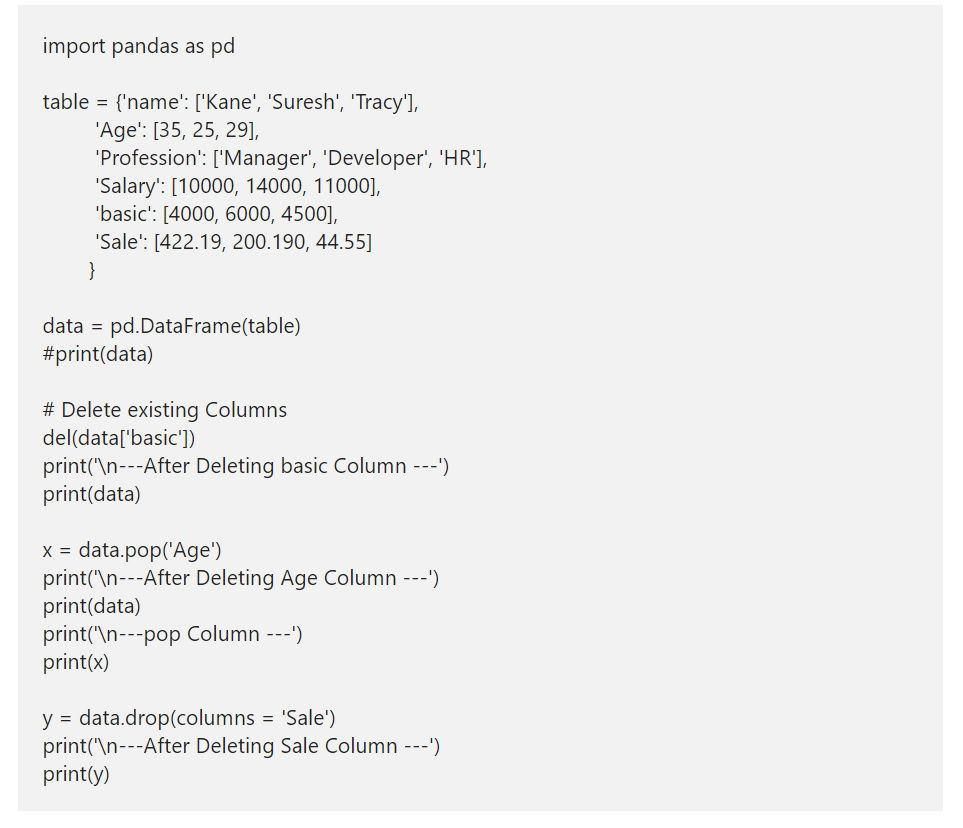 import pandas as pd
table = {'name': ['Kane', 'Suresh', 'Tracy'],
'Age': [35, 25, 29],
'Profession': ['Manager', 'Developer', 'HR'],
'Salary': [10000, 14000, 11000],
'basic': [4000, 6000, 4500],
'Sale': [422.19, 200.190, 44.55]
}
data = pd.DataFrame(table)
#print(data)
# Delete existing Columns
del(data['basic'])
print('\n---After Deleting basic Column ---')
print(data)
x = data.pop('Age')
print('\n---After Deleting Age Column ---')
print(data)
print('\n---pop Column ---')
print(x)
y = data.drop(columns = 'Sale')
print('\n---After Deleting Sale Column ---')
print(y)